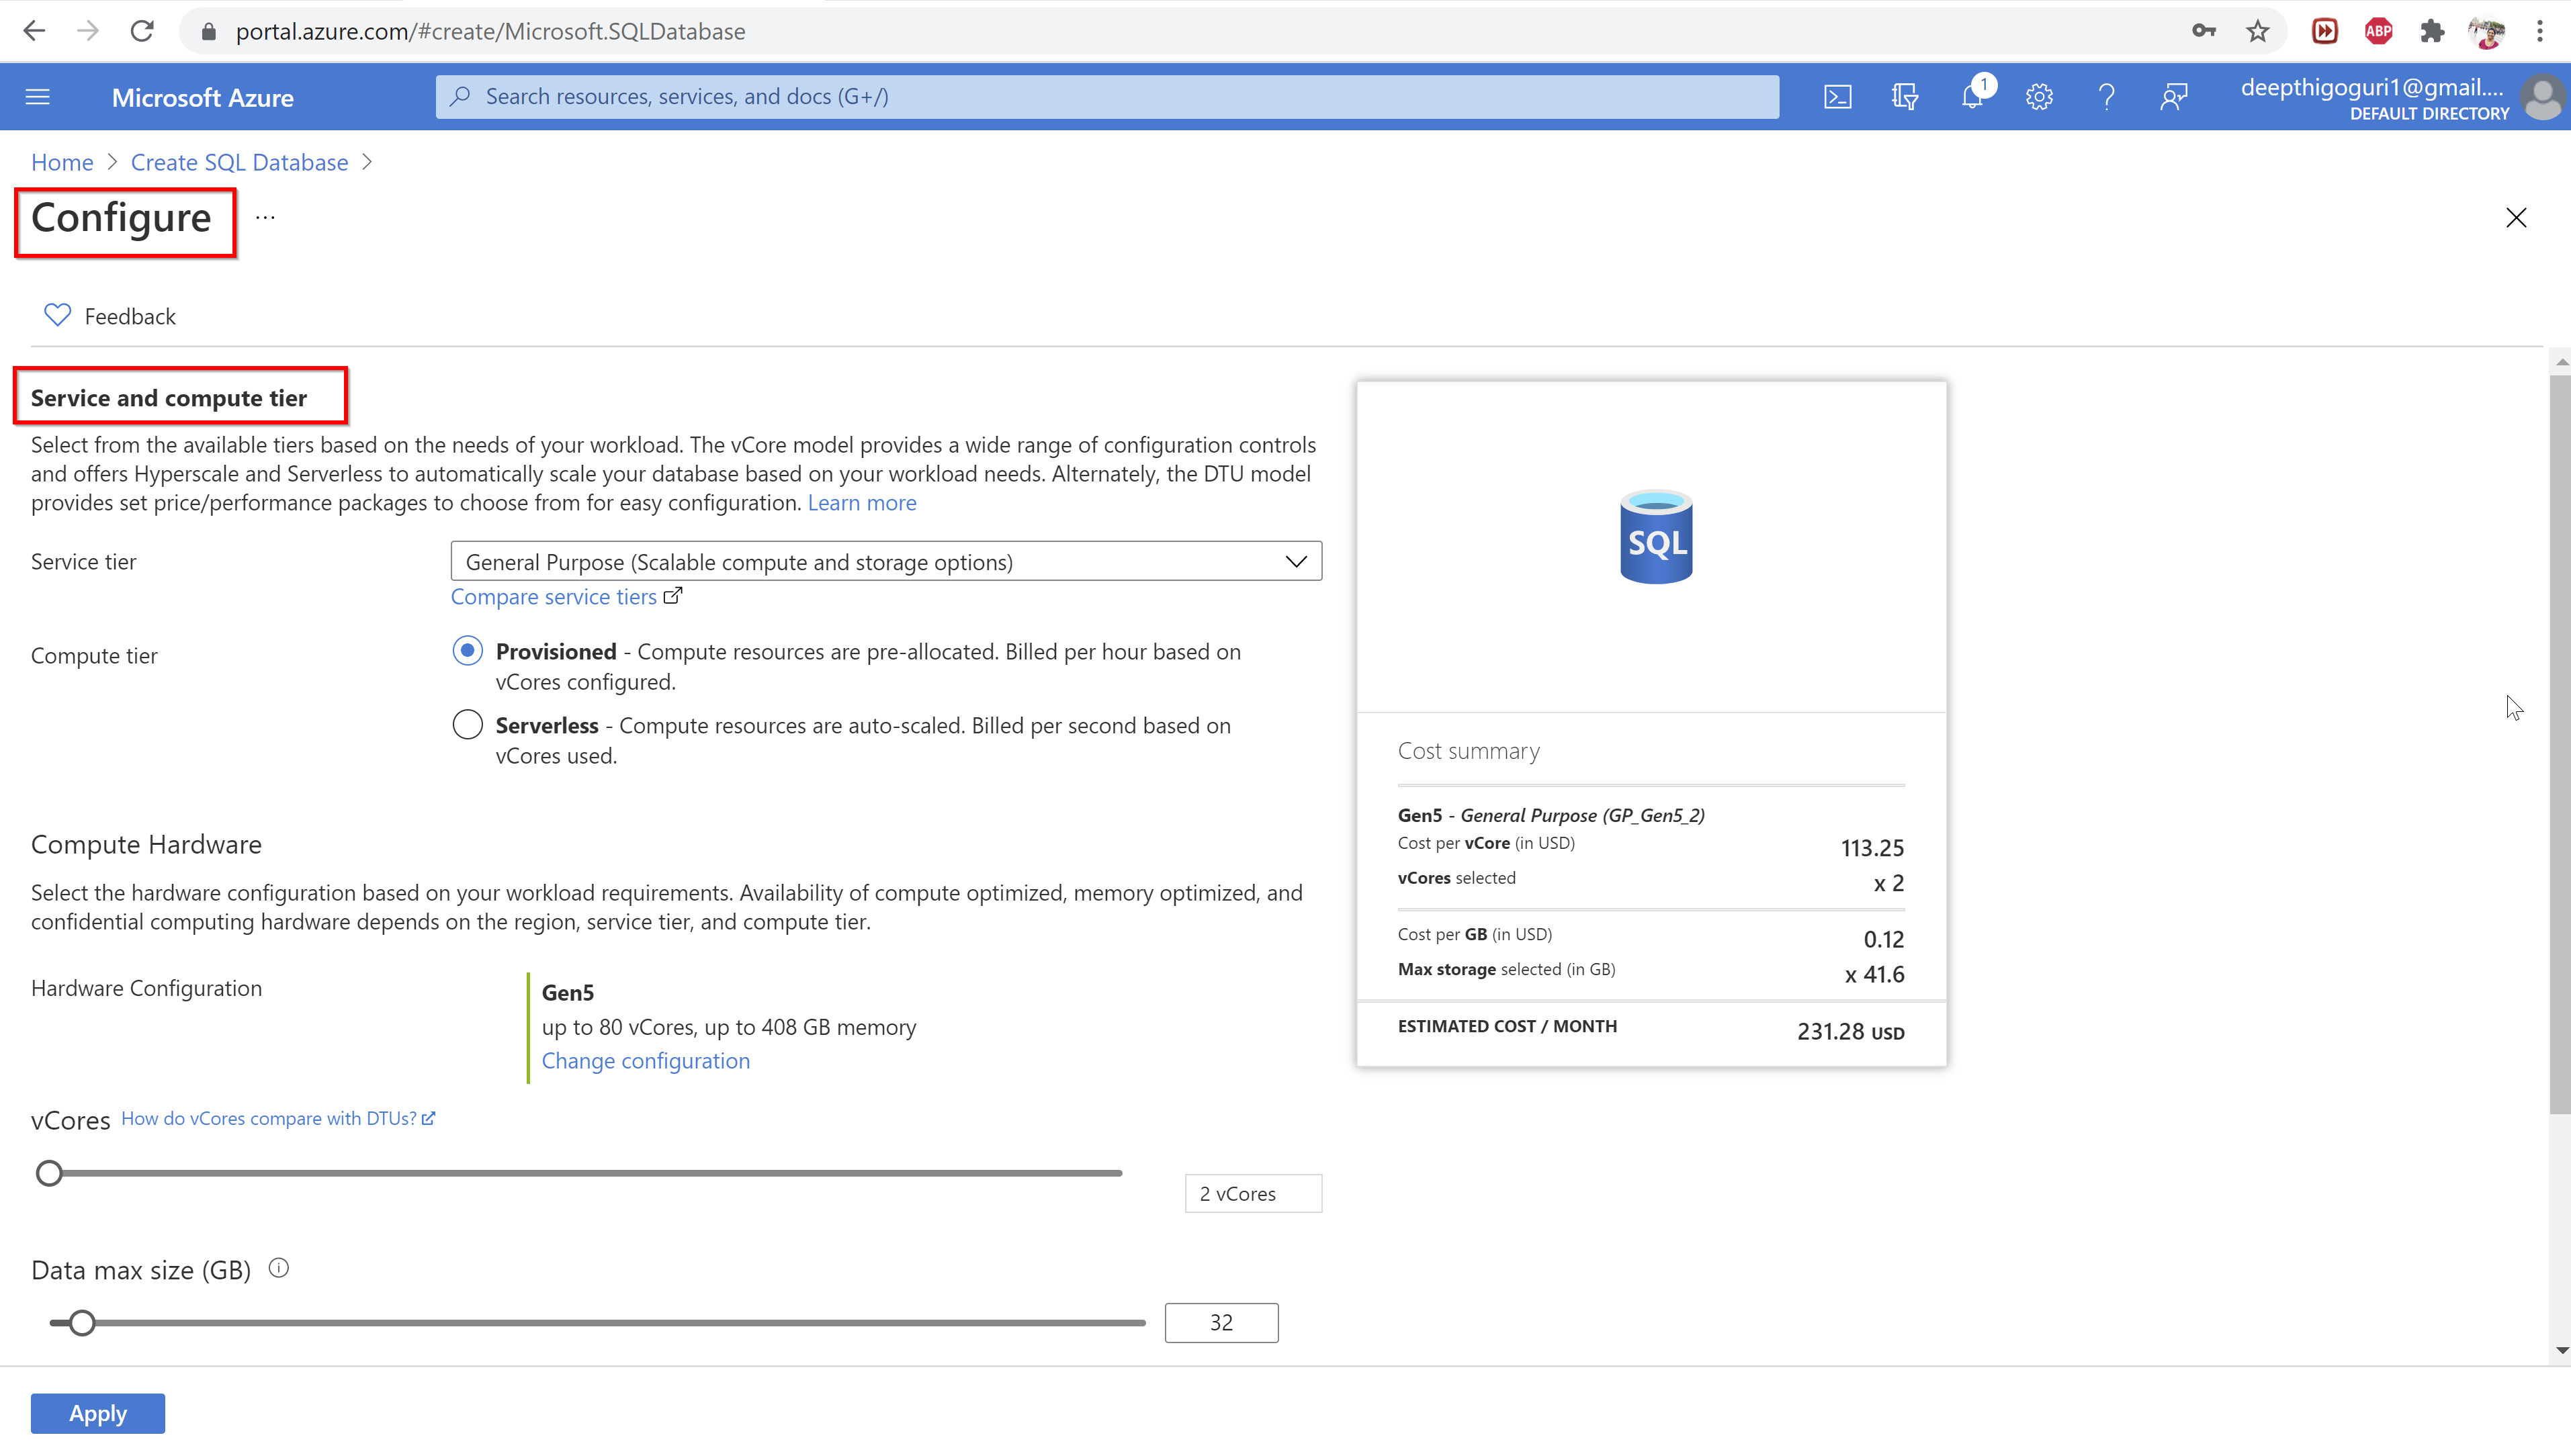 portal.azure.com/#create/Microsoft.SQLDatabase
ABP
Microsoft Azure
Search resources, services, and docs (G+/)
1
deepthigoguri1@gmail....
DEFAULT DIRECTORY
Home > Create SQL Database >
Configure ...
Feedback
Service and compute tier
Select from the available tiers based on the needs of your workload. The vCore model provides a wide range of configuration controls
and offers Hyperscale and Serverless to automatically scale your database based on your workload needs. Alternately, the DTU model
provides set price/performance packages to choose from for easy configuration. Learn more
Service tier
General Purpose (Scalable compute and storage options)
Compare service tiers
Compute tier
Provisioned - Compute resources are pre-allocated. Billed per hour based on
vCores configured.
Serverless - Compute resources are auto-scaled. Billed per second based on
vCores used.
Compute Hardware
Select the hardware configuration based on your workload requirements. Availability of compute optimized, memory optimized, and
confidential computing hardware depends on the region, service tier, and compute tier.
Hardware Configuration
Gen5
up to 80 vCores, up to 408 GB memory
Change configuration
vCores How do vCores compare with DTUs?
2 vCores
Data max size (GB)
32
Apply
SQL
Cost summary
Gen5 - General Purpose (GP_Gen5_2)
Cost per vCore (in USD) 113.25
vCores selected x 2
Cost per GB (in USD) 0.12
Max storage selected (in GB) x 41.6
ESTIMATED COST / MONTH 231.28 USD